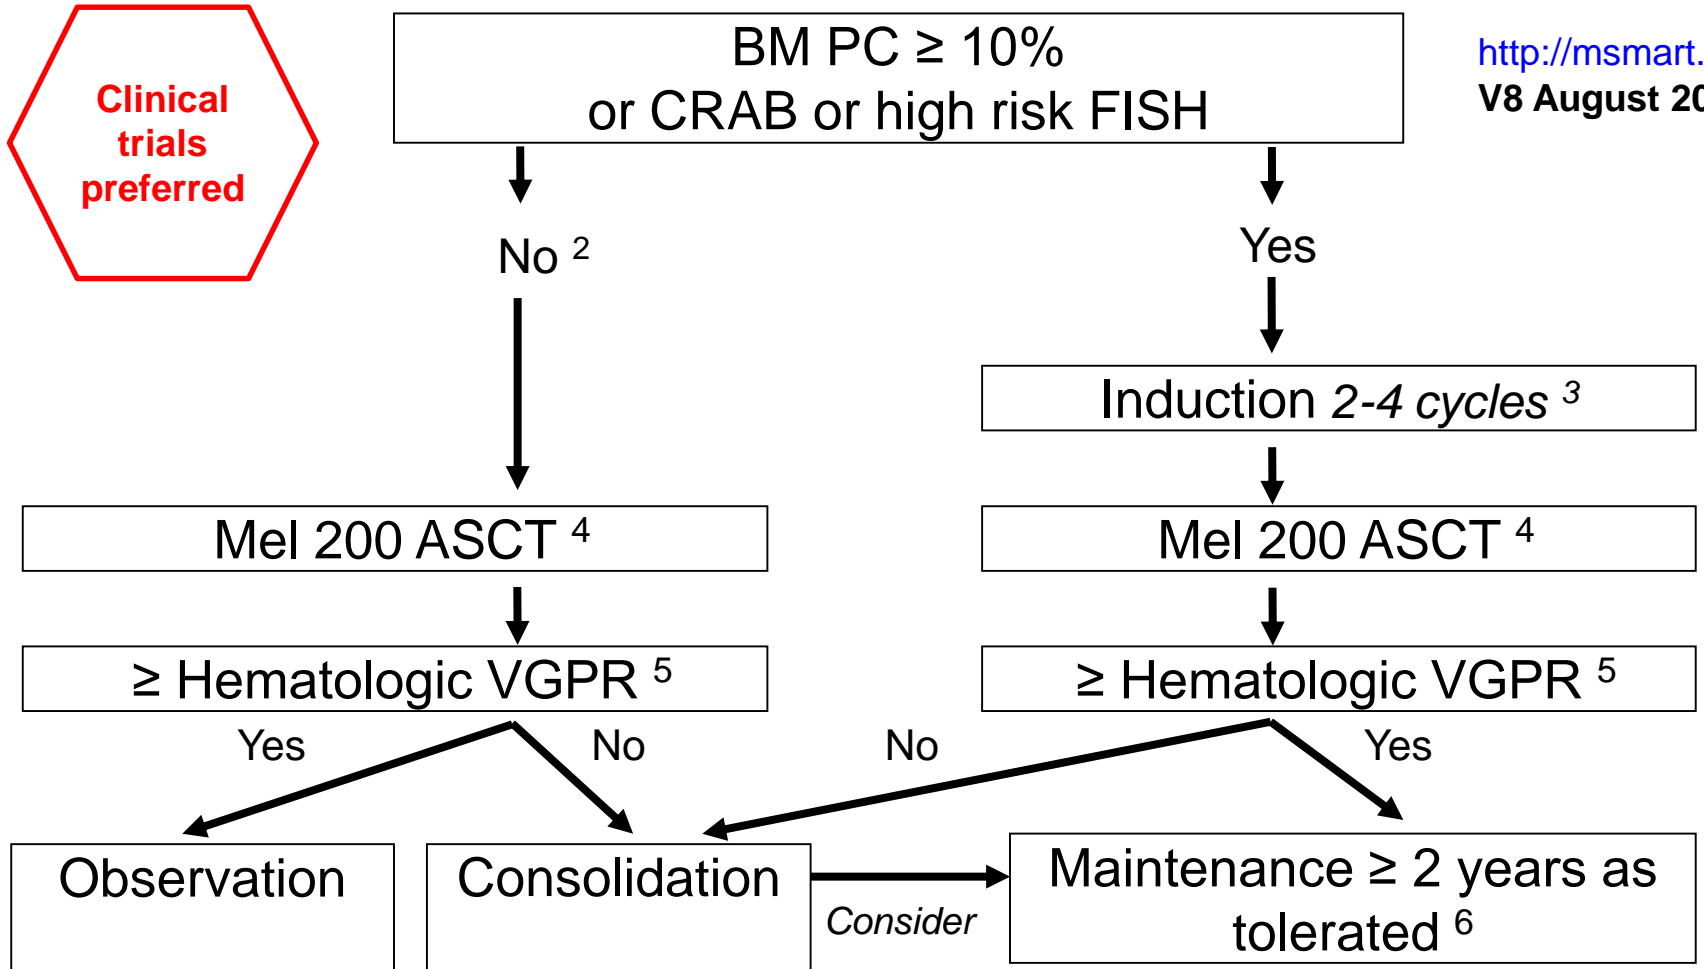 Clinical
trials
preferred
BM PC ≥ 10%
or CRAB or high risk FISH
http://msmart.
V8 August 20
No ²
Yes
Induction 2-4 cycles ³
Mel 200 ASCT ⁴
Mel 200 ASCT ⁴
≥ Hematologic VGPR ⁵
≥ Hematologic VGPR ⁵
Yes
No
No
Yes
Observation
Consolidation
Consider
Maintenance ≥ 2 years as
tolerated ⁶